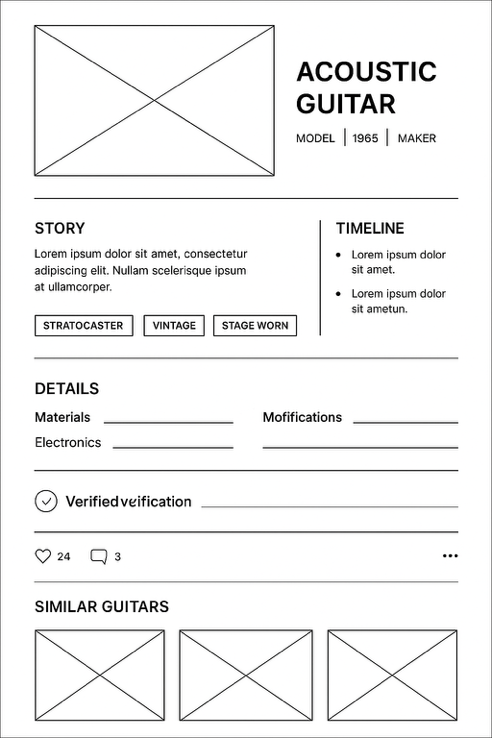 ACOUSTIC
GUITAR
MODEL | 1965 | MAKER
STORY
Lorem ipsum dolor sit amet, consectetur
adipiscing elit. Nullam scelerisque ipsum
at ullamcorper.
STRATOCASTER VINTAGE STAGE WORN
TIMELINE
• Lorem ipsum dolor
sit amet.
• Lorem ipsum dolor
sit ametun.
DETAILS
Materials
Mofifications
Electronics
Verified veification
24 3
SIMILAR GUITARS